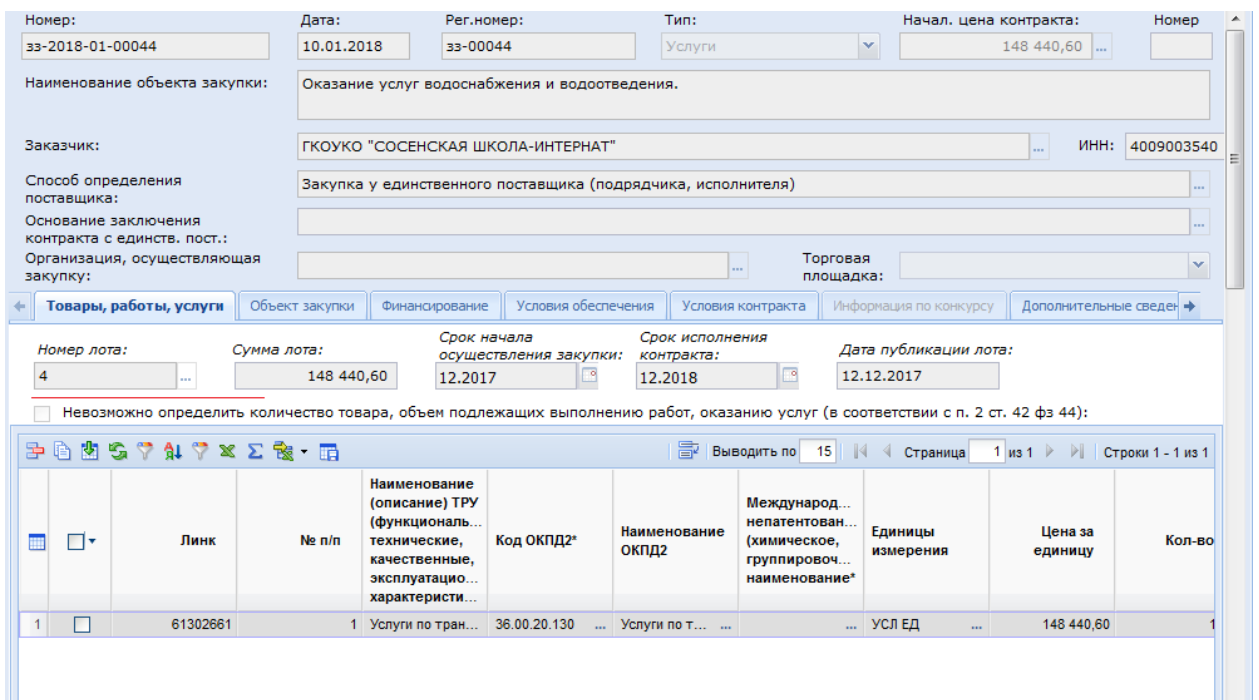 Номер: Дата: Рег.номер: Тип: Начал. цена контракта: Номер
зз-2018-01-00044 10.01.2018 зз-00044 Услуги 148 440,60 ...
Наименование объекта закупки: Оказание услуг водоснабжения и водоотведения.
Заказчик: ГКОУКО "СОСЕНСКАЯ ШКОЛА-ИНТЕРНАТ" ... ИНН: 4009003540
Способ определения
поставщика: Закупка у единственного поставщика (подрядчика, исполнителя) ...
Основание заключения
контракта с единств. пост.: ...
Организация, осуществляющая
закупку: ... Торговая
площадка:
Товары, работы, услуги Объект закупки Финансирование Условия обеспечения Условия контракта Информация по конкурсу Дополнительные сведен
Номер лота: Сумма лота: Срок начала
осуществления закупки: Срок исполнения
контракта: Дата публикации лота:
4 ... 148 440,60 12.2017 12.2018 12.12.2017
Невозможно определить количество товара, объем подлежащих выполнению работ, оказанию услуг (в соответствии с п. 2 ст. 42 фз 44):
Выводить по 15 Страница 1 из 1 Строки 1 - 1 из 1
Линк
№ п/п
Наименование
(описание) ТРУ
(функциональ...
технические,
качественные,
эксплуатацио...
характеристи...
Код ОКПД2*
Наименование
ОКПД2
Международ...
непатентован...
(химическое,
группировоч...
наименование*
Единицы
измерения
Цена за
единицу
Кол-во
1 61302661 1 Услуги по тран... 36.00.20.130 ... Услуги по т... ... ... УСЛ ЕД ... 148 440,60 1